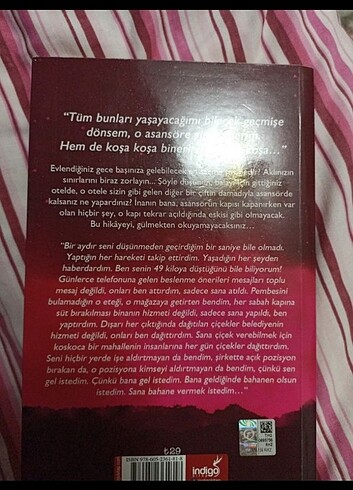 "Tüm bunları yaşayacağımı geçmişe
dönsem, o asansöre
Hem de koşa koşa
Evlendiğiniz gece başınıza gelebilecek Aklınızın
sınırlarını biraz zorlayın... Şöyle için gittiğiniz
otelde, o otele sizin gibi gelen diğer bir çiftin damadıyla asansörde
kalsanız ne yapardınız? İnanın bana, asansörün kapısı kapanırken var
olan hiçbir şey, o kapı tekrar açıldığında eskisi gibi olmayacak.
Bu hikâyeyi, gülmekten okuyamayacaksınız...
"Bir aydır seni düşünmeden geçirdiğim bir saniye bile olmadı.
Yaptığın her hareketi takip ettirdim. Yaşadığın her şeyden
haberdardım. Ben senin 49 kiloya düştüğünü bile biliyorum!
Günlerce telefonuna gelen beslenme önerileri mesajları toplu
mesaj değildi, onları ben attırdım, sadece sana atıldı. Pembesini
bulamadığın o eteği, o mağazaya getirten bendim, her sabah kapına
süt bırakılması binanın hizmeti değildi, sadece sana yapıldı, ben
yaptırdım. Dışarı her çıktığında dağıtılan çiçekler belediyenin
hizmeti değildi, onları ben dağıttırdım. Sana çiçek verebilmek için
koskoca bir mahallenin insanlarına her gün çiçekler dağıttırdım.
Seni hiçbir yerde işe aldırtmayan da bendim, şirkette açık pozisyon
bırakan da, o pozisyona kimseyi aldırtmayan da bendim, çünkü sen
gel istedim. Çünkü bana gel istedim. Bana geldiğinde bahanen olsun
istedim. Sana bahane vermek istedim..."
₺29
indigo